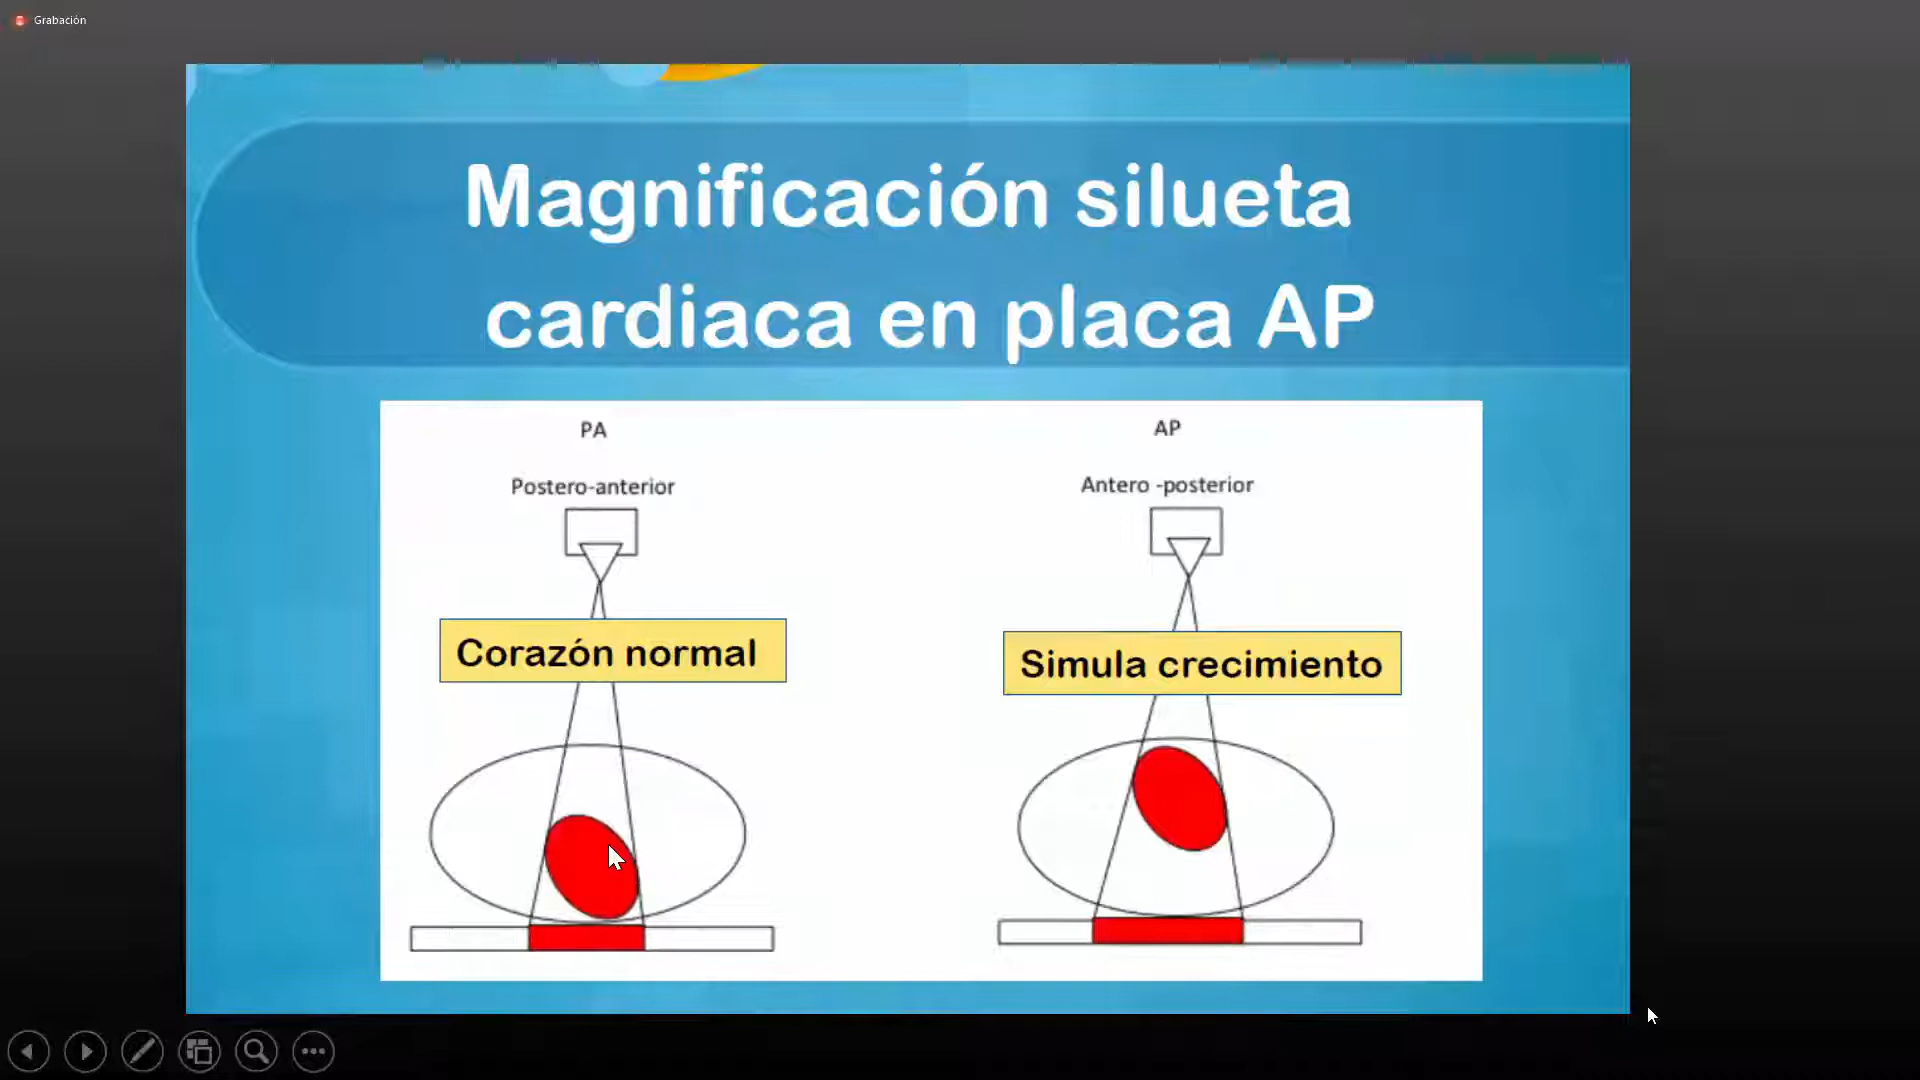 Grabación
Magnificación silueta
cardiaca en placa AP
PA
Postero-anterior
Corazón normal
AP
Antero -posterior
Simula crecimiento